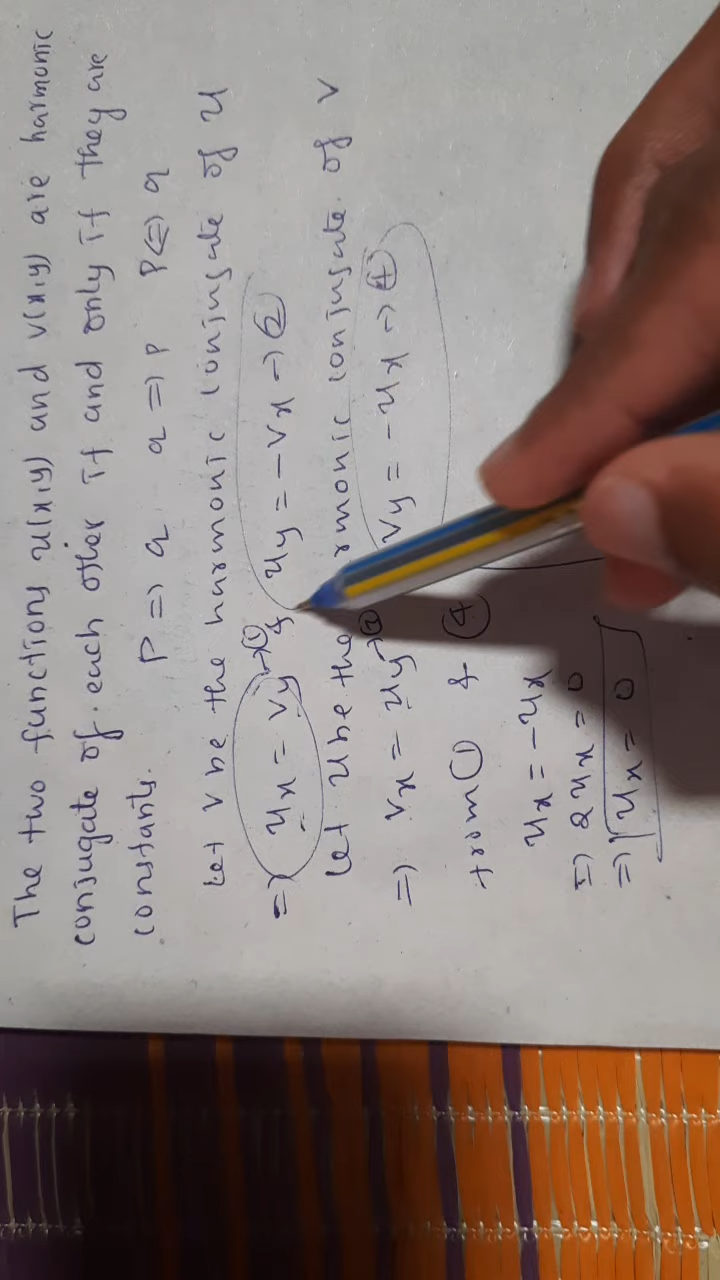 The two functions u(x,y) and v(x,y) are harmonic
conjugate of each other if and only if they are
constants. P => q q => P P <=> q
Let v be the harmonic conjugate of u
=> ux = vy → ① & uy = -vx → ②
Let u be the rmonic conjugate of v
=> vx = uy → ③ vy = -ux → ④
from ① & ④
ux = -ux
=> 2ux = 0
=> ux = 0